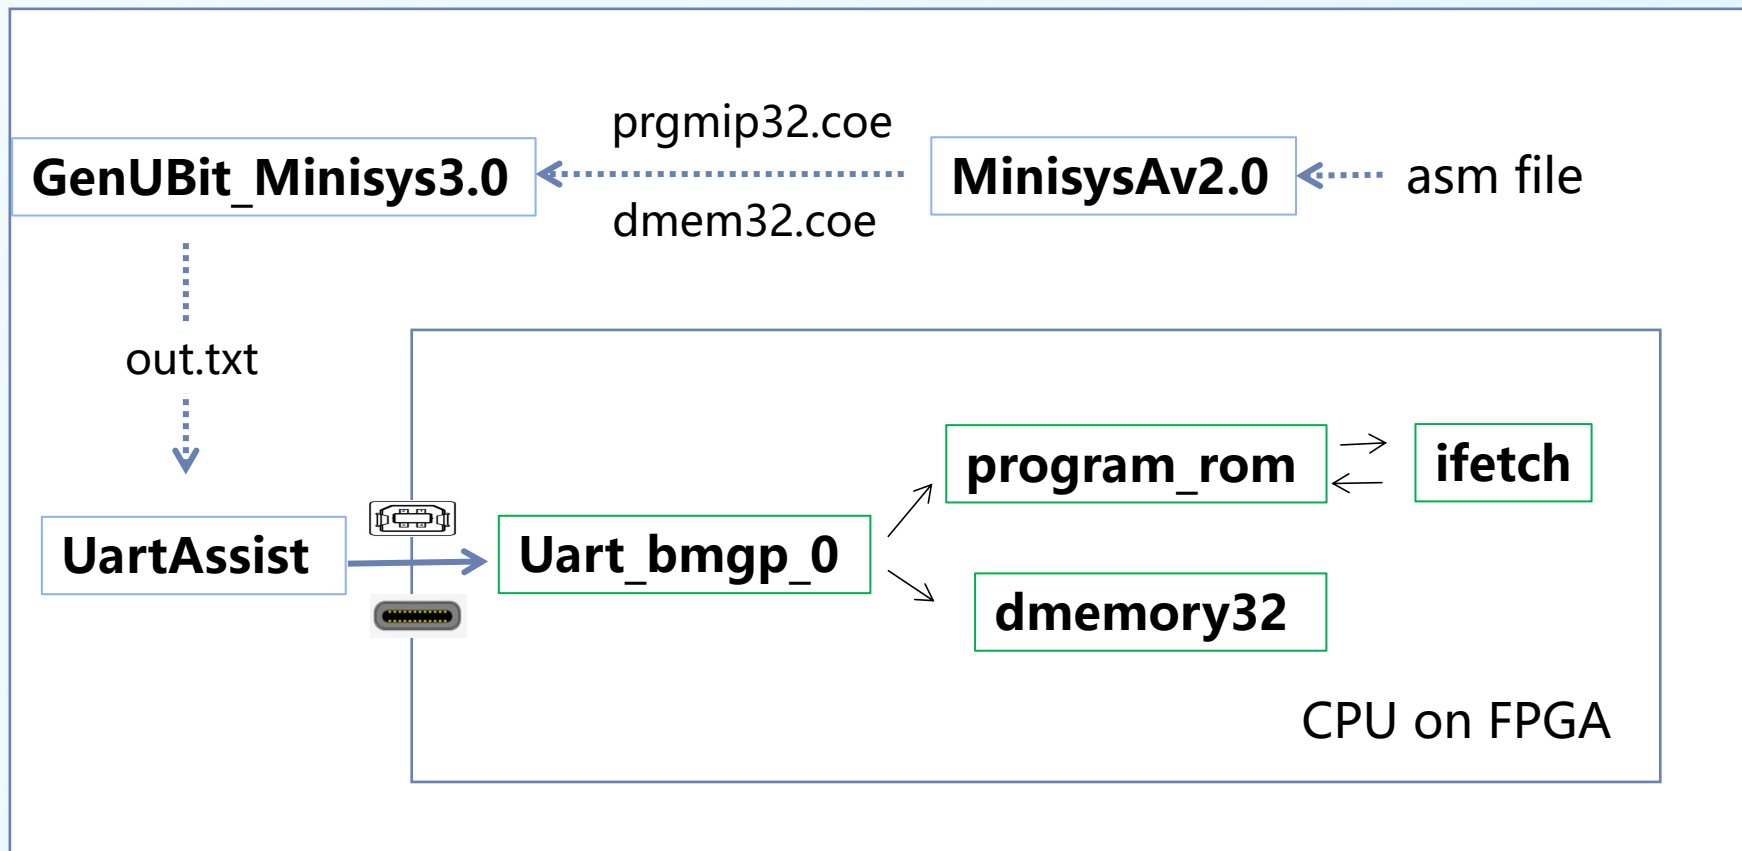 prgmip32.coe
GenUBit_Minisys3.0
MinisysAv2.0
asm file
dmem32.coe
out.txt
program_rom
ifetch
UartAssist
Uart_bmgp_0
dmemory32
CPU on FPGA